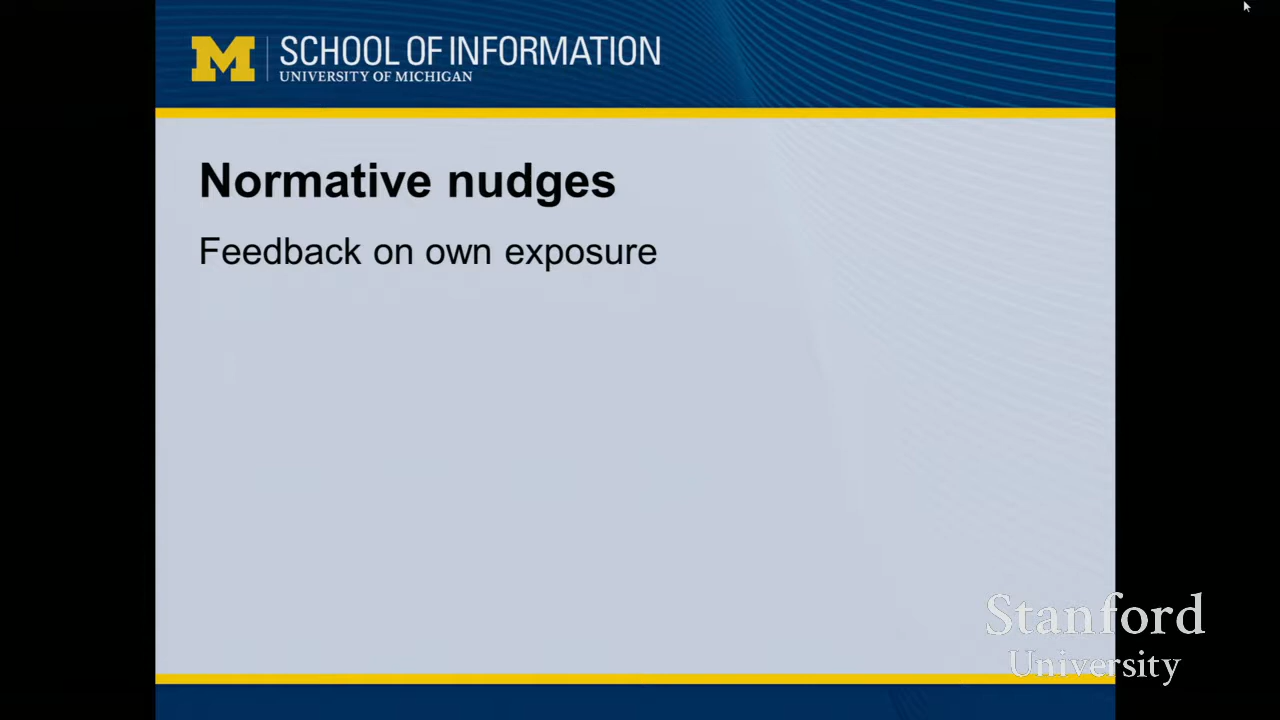 M
SCHOOL OF INFORMATION
UNIVERSITY OF MICHIGAN
Normative nudges
Feedback on own exposure
Stanford
University